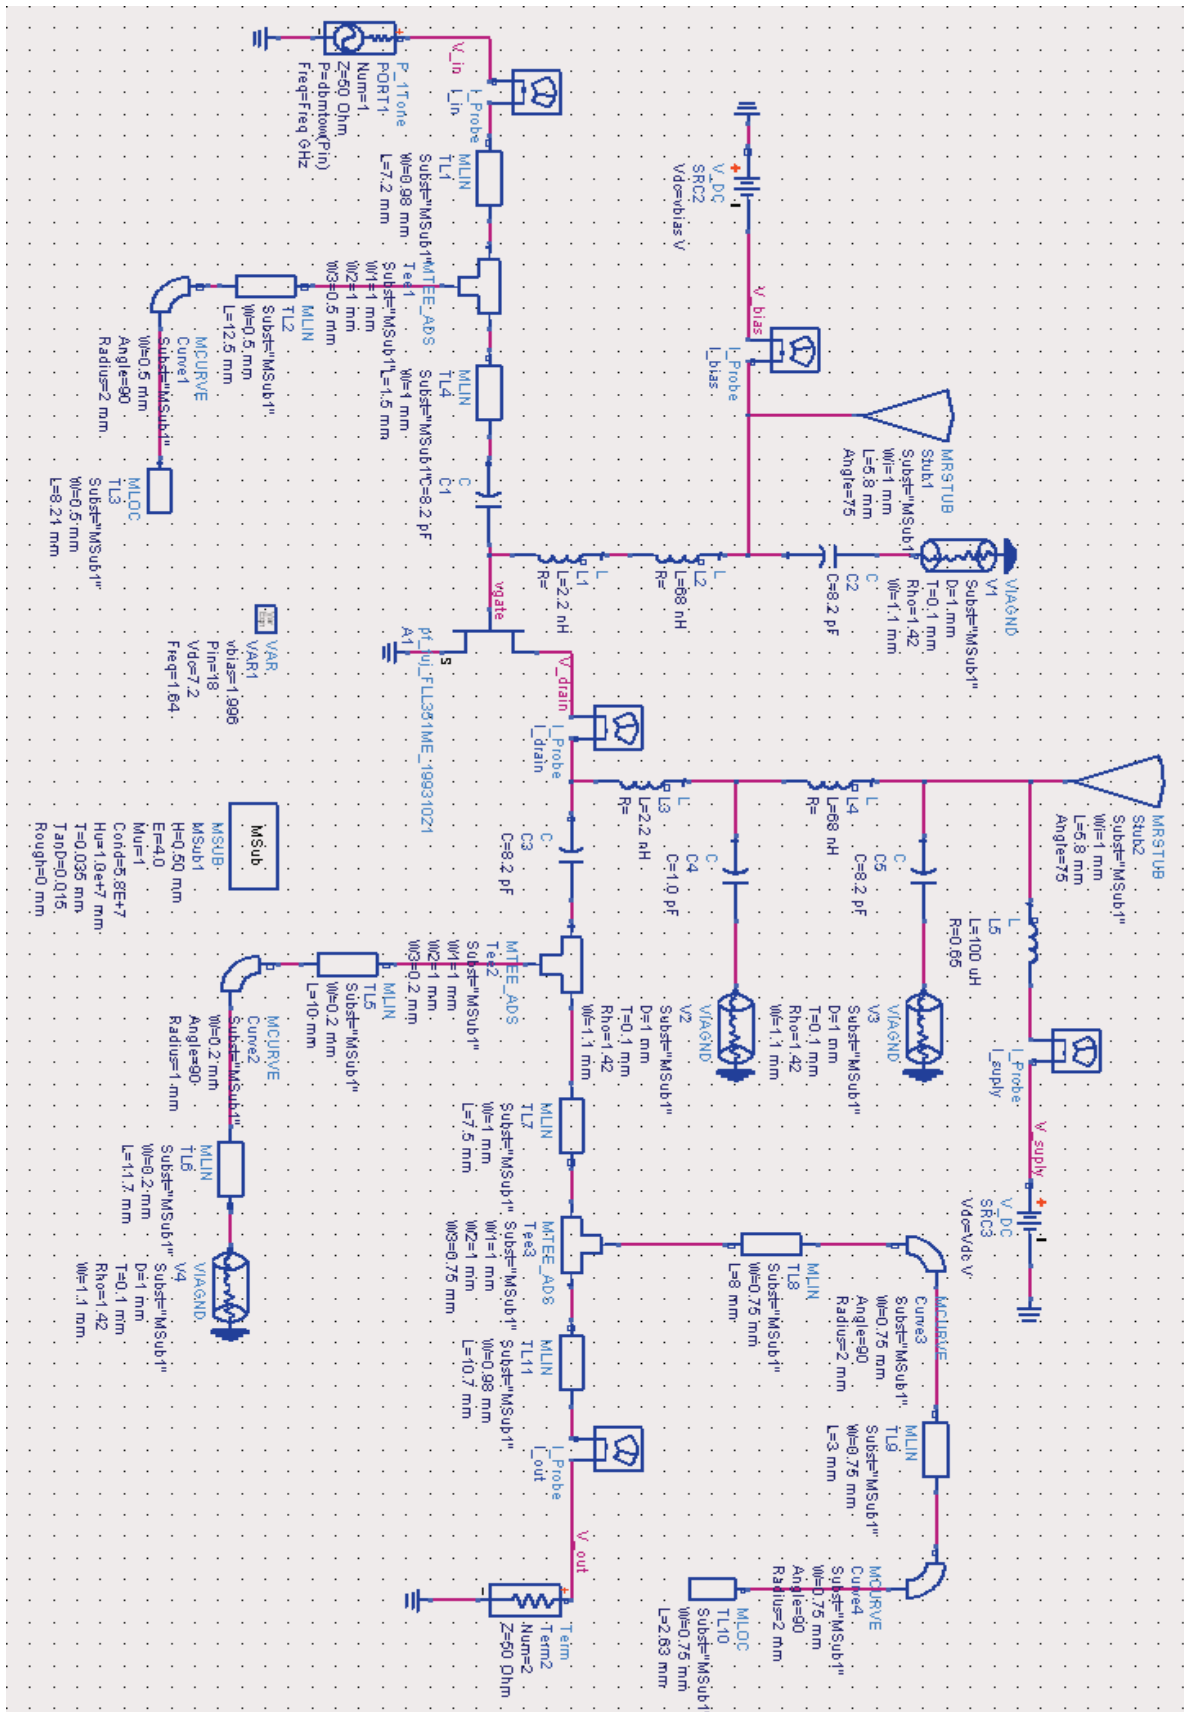 P_1Tone
PORT1
Num=1
Z=50 Ohm
P=dbmtow(Pin)
Freq=Freq GHz
V_in
I_Probe
I_in
MLIN
TL1
Subst="MSub1"
W=0.98 mm
L=7.2 mm
MTEE_ADS
Tee1
Subst="MSub1"
W1=1 mm
W2=1 mm
W3=0.5 mm
MLIN
TL2
Subst="MSub1"
W=0.5 mm
L=12.5 mm
MCURVE
Curve1
Subst="MSub1"
W=0.5 mm
Angle=90
Radius=2 mm
MLOC
TL3
Subst="MSub1"
W=0.5 mm
L=8.21 mm
MLIN
TL4
Subst="MSub1"
W=1 mm
L=1.5 mm
C
C1
C=8.2 pF
V_DC
SRC2
Vdc=vbias V
V_bias
I_Probe
I_bias
MRSTUB
Stub1
Subst="MSub1"
Wi=1 mm
L=5.8 mm
Angle=75
VIAGND
V1
Subst="MSub1"
D=1 mm
T=0.1 mm
Rho=1.42
W=1.1 mm
C
C2
C=8.2 pF
L
L2
L=68 nH
R=
L
L1
L=2.2 nH
R=
vgate
pf_fuj_FLL351ME_19931021
A1
S
V_drain
I_Probe
I_drain
VAR
VAR1
vbias=1.996
Pin=18
Vdc=7.2
Freq=1.64
Var
Eqn
MSub
MSUB
MSub1
H=0.50 mm
Er=4.0
Mur=1
Cond=5.8E+7
Hu=1.0e+7 mm
T=0.035 mm
TanD=0.015
Rough=0 mm
L
L3
L=2.2 nH
R=
L
L4
L=68 nH
R=
C
C3
C=8.2 pF
C
C4
C=1.0 pF
C
C5
C=8.2 pF
MRSTUB
Stub2
Subst="MSub1"
Wi=1 mm
L=5.8 mm
Angle=75
L
L5
L=100 uH
R=0.65
VIAGND
V2
Subst="MSub1"
D=1 mm
T=0.1 mm
Rho=1.42
W=1.1 mm
VIAGND
V3
Subst="MSub1"
D=1 mm
T=0.1 mm
Rho=1.42
W=1.1 mm
I_Probe
I_suply
V_suply
V_DC
SRC3
Vdc=Vdc V
MTEE_ADS
Tee2
Subst="MSub1"
W1=1 mm
W2=1 mm
W3=0.2 mm
MLIN
TL5
Subst="MSub1"
W=0.2 mm
L=10 mm
MCURVE
Curve2
Subst="MSub1"
W=0.2 mm
Angle=90
Radius=1 mm
MLIN
TL6
Subst="MSub1"
W=0.2 mm
L=11.7 mm
VIAGND
V4
Subst="MSub1"
D=1 mm
T=0.1 mm
Rho=1.42
W=1.1 mm
MLIN
TL7
Subst="MSub1"
W=1 mm
L=7.5 mm
MTEE_ADS
Tee3
Subst="MSub1"
W1=1 mm
W2=1 mm
W3=0.75 mm
MLIN
TL8
Subst="MSub1"
W=0.75 mm
L=8 mm
MCURVE
Curve3
Subst="MSub1"
W=0.75 mm
Angle=90
Radius=2 mm
MLIN
TL9
Subst="MSub1"
W=0.75 mm
L=3 mm
MCURVE
Curve4
Subst="MSub1"
W=0.75 mm
Angle=90
Radius=2 mm
MLOC
TL10
Subst="MSub1"
W=0.75 mm
L=2.63 mm
MLIN
TL11
Subst="MSub1"
W=0.98 mm
L=10.7 mm
I_Probe
I_out
V_out
Term
Term2
Num=2
Z=50 Ohm